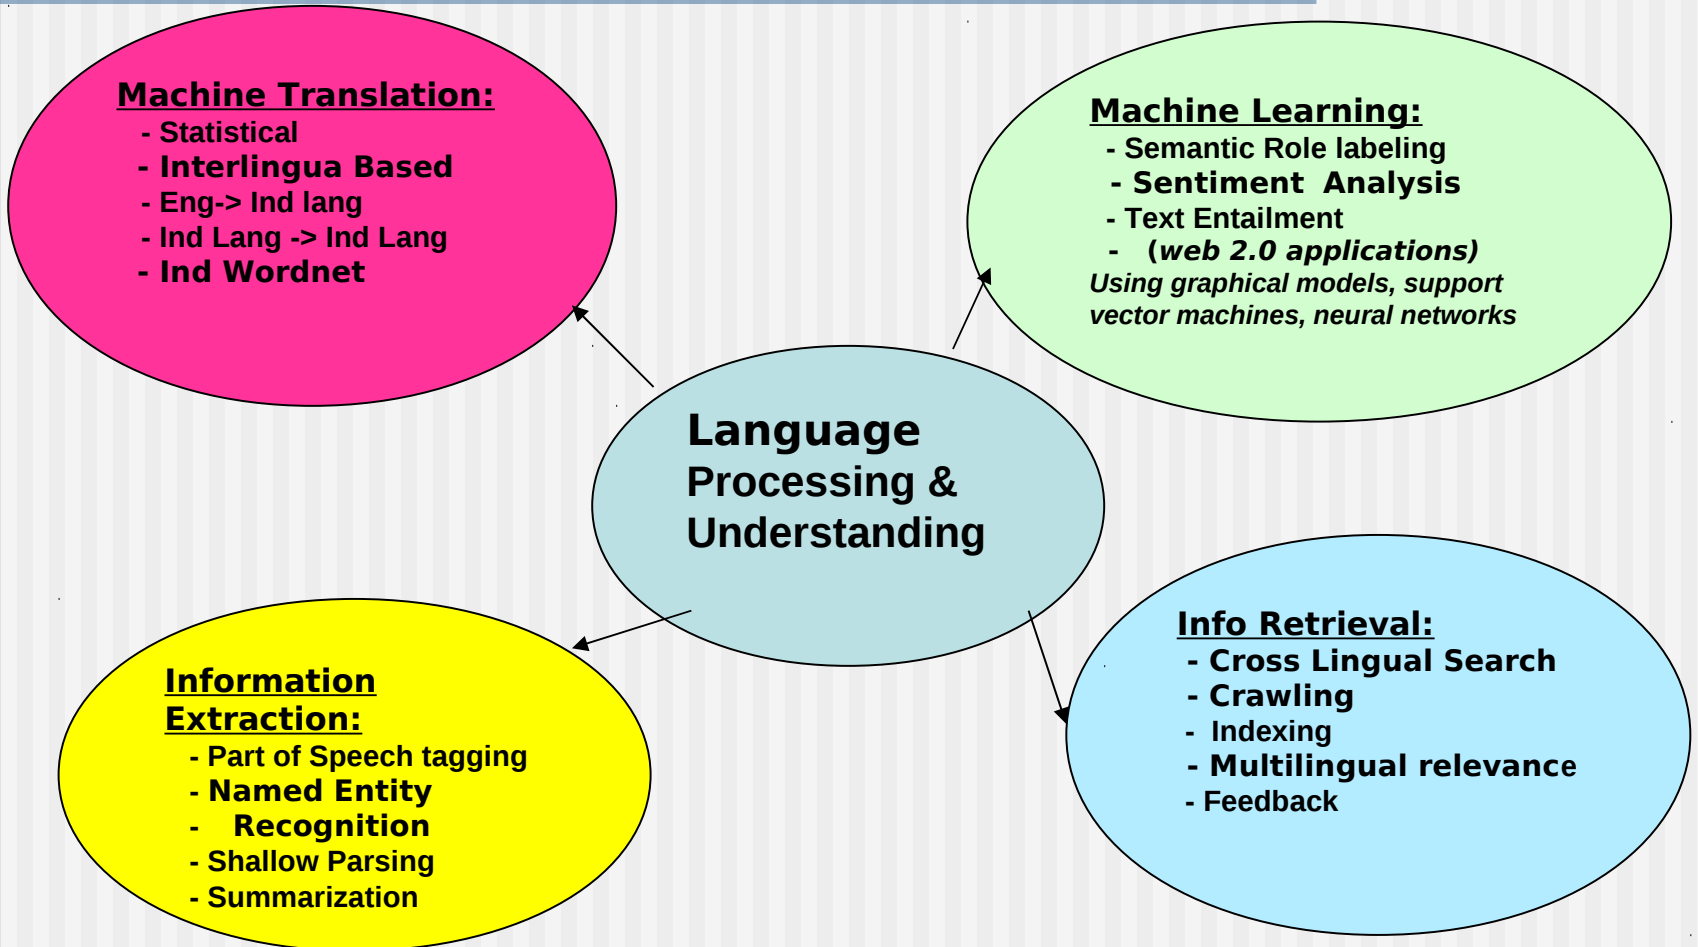 Machine Translation:
- Statistical
- Interlingua Based
- Eng-> Ind lang
- Ind Lang -> Ind Lang
- Ind Wordnet
Machine Learning:
- Semantic Role labeling
- Sentiment Analysis
- Text Entailment
- (web 2.0 applications)
Using graphical models, support
vector machines, neural networks
Language
Processing &
Understanding
Information
Extraction:
- Part of Speech tagging
- Named Entity
- Recognition
- Shallow Parsing
- Summarization
Info Retrieval:
- Cross Lingual Search
- Crawling
- Indexing
- Multilingual relevance
- Feedback